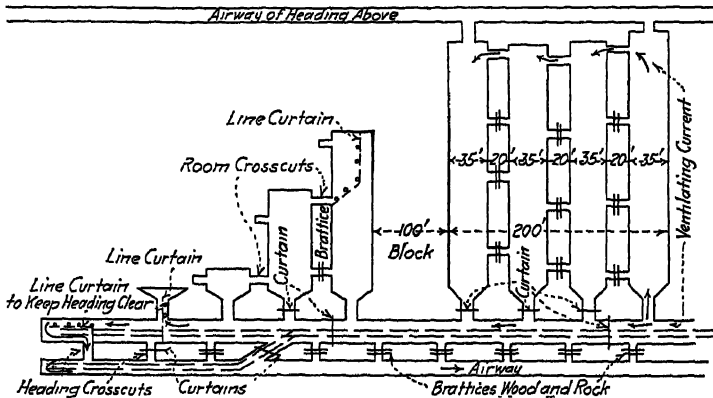 Airway of Heading Above
Line Curtain
Room Crosscuts
Line Curtain
Line Curtain
to Keep Heading Clear
Curtain
Brattice
35' 20' 35' 20' 35' 20' 35'
100'
Block
200'
Curtain
Ventilating Current
Heading Crosscuts
Curtains
Airway
Brattices Wood and Rock